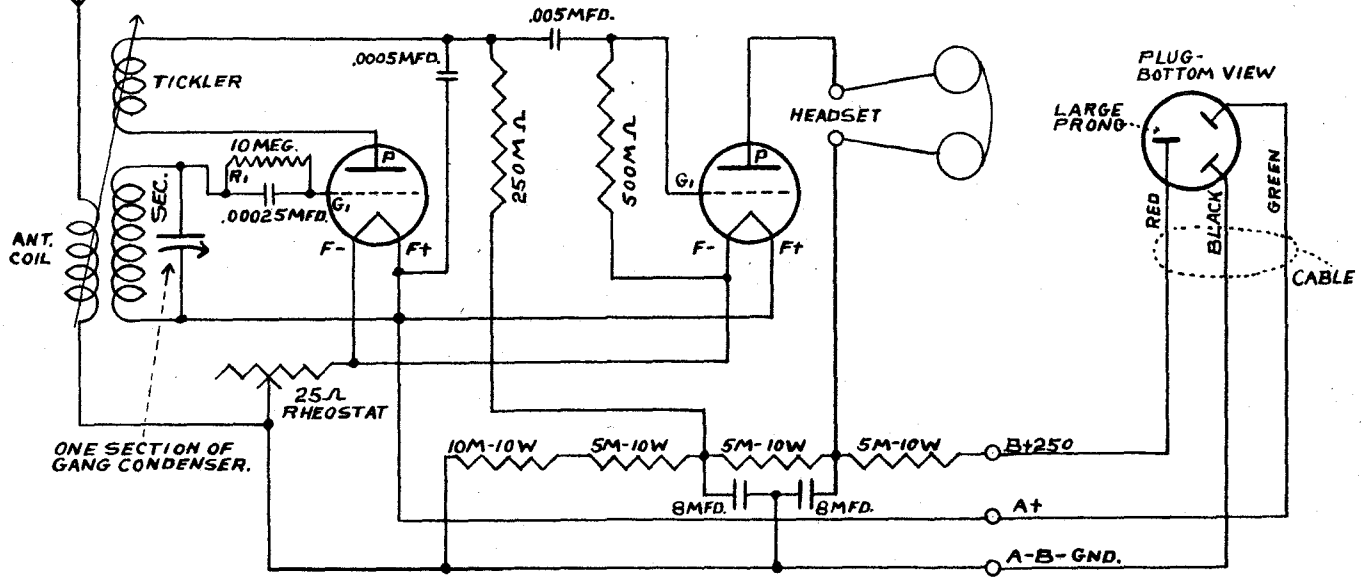 .005MFD.
.0005MFD.
TICKLER
PLUG-
BOTTOM VIEW
LARGE
PRONG
HEADSET
10 MEG.
R1
P
P
250MΩ
500MΩ
G1
G1
.00025MFD.
SEC.
RED
BLACK
GREEN
ANT.
COIL
F-
F+
F-
F+
CABLE
25Ω
RHEOSTAT
ONE SECTION OF
GANG CONDENSER.
10M-10W
5M-10W
5M-10W
5M-10W
B+250
8MFD.
8MFD.
A+
A-B-GND.